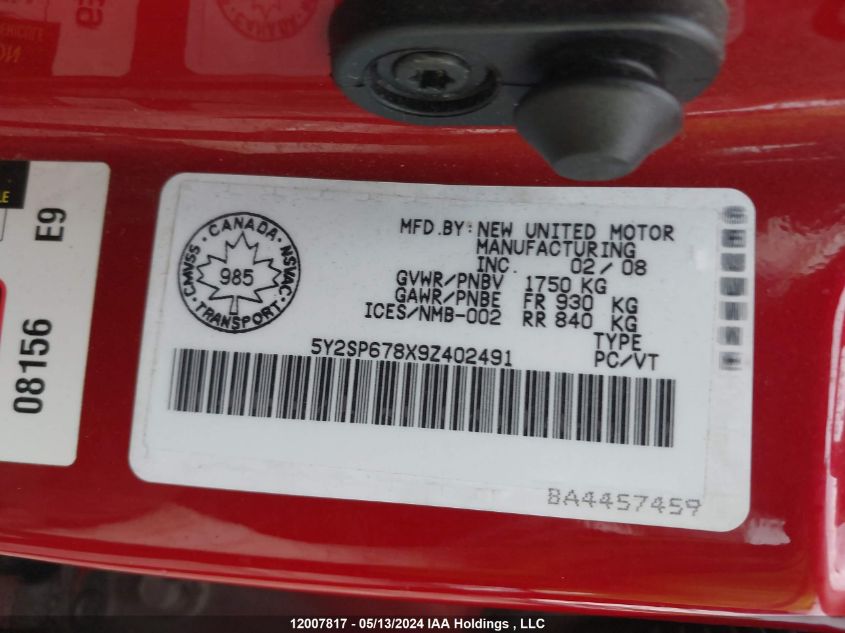 CANADA
CMVSS
NSVAC
985
TRANSPORT
MFD.BY: NEW UNITED MOTOR
MANUFACTURING
INC. 02/08
GVWR/PNBV 1750 KG
GAWR/PNBE FR 930 KG
ICES/NMB-002 RR 840 KG
TYPE
5Y2SP678X9Z402491 PC/VT
8A4457459
E9
08156
12007817 - 05/13/2024 IAA Holdings , LLC